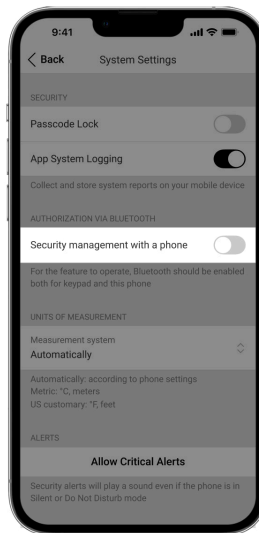 9:41
Back
System Settings
SECURITY
Passcode Lock
App System Logging
Collect and store system reports on your mobile device
AUTHORIZATION VIA BLUETOOTH
Security management with a phone
For the feature to operate, Bluetooth should be enabled
both for keypad and this phone
UNITS OF MEASUREMENT
Measurement system
Automatically
Automatically: according to phone settings
Metric: °C, meters
US customary: °F, feet
ALERTS
Allow Critical Alerts
Security alerts will play a sound even if the phone is in
Silent or Do Not Disturb mode